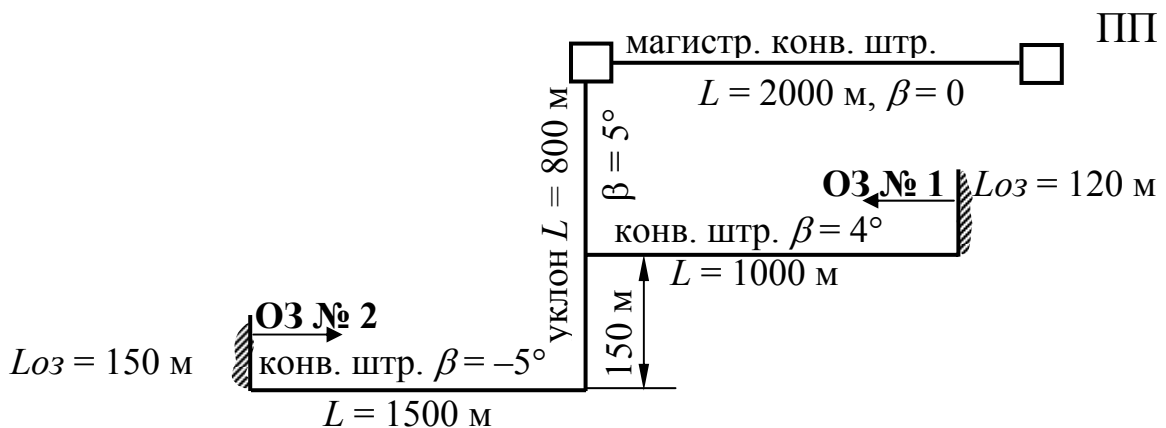 ПП
магистр. конв. штр.
L = 2000 м, β = 0
уклон L = 800 м
β = 5°
ОЗ № 1
Lоз = 120 м
конв. штр. β = 4°
L = 1000 м
150 м
ОЗ № 2
Lоз = 150 м
конв. штр. β = –5°
L = 1500 м